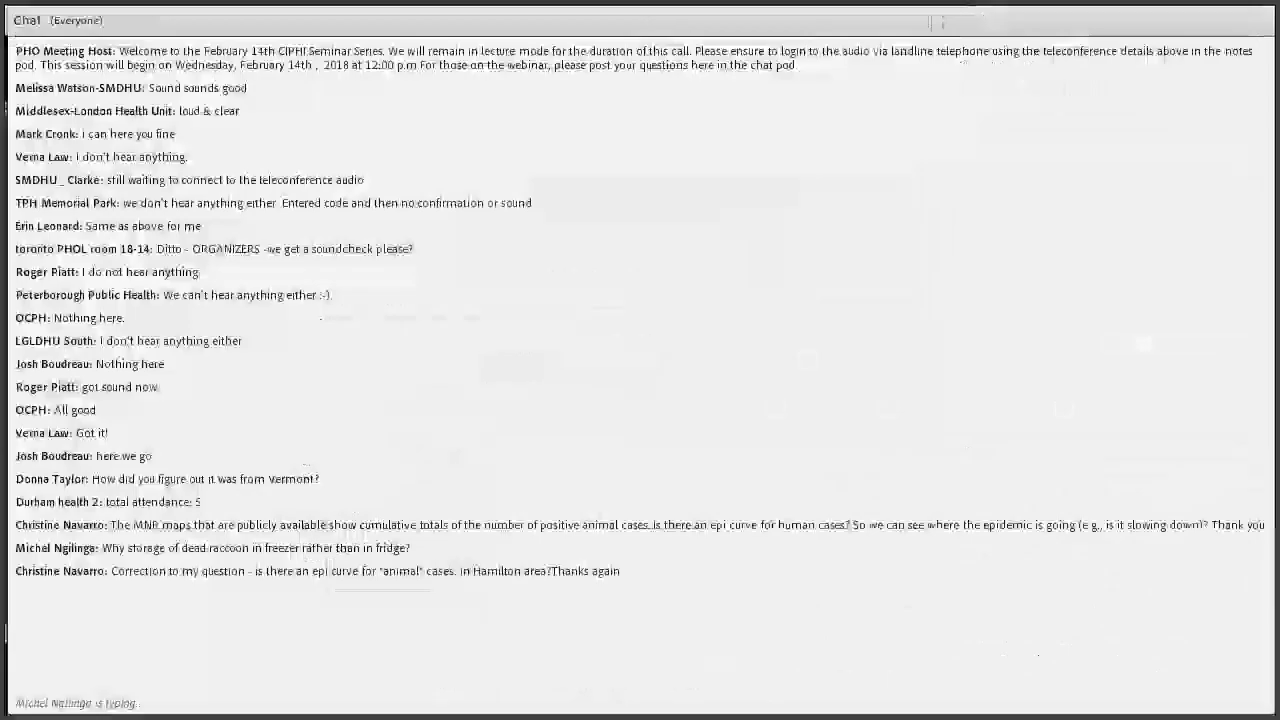 Chat (Everyone)
PHO Meeting Host: Welcome to the February 14th CIPHI Seminar Series. We will remain in lecture mode for the duration of this call. Please ensure to login to the audio via landline telephone using the teleconference details above in the notes
pod. This session will begin on Wednesday, February 14th , 2018 at 12:00 p.m For those on the webinar, please post your questions here in the chat pod
Melissa Watson-SMDHU: Sound sounds good
Middlesex-London Health Unit: loud & clear
Mark Cronk: i can here you fine
Verna Law: I don't hear anything.
SMDHU_ Clarke: still waiting to connect to the teleconference audio
TPH Memorial Park: we don't hear anything either Entered code and then no confirmation or sound
Erin Leonard: Same as above for me
toronto PHOL room 18-14: Ditto - ORGANIZERS -we get a soundcheck please?
Roger Piatt: I do not hear anything
Peterborough Public Health: We can't hear anything either :-).
OCPH: Nothing here.
LGLDHU South: I don't hear anything either
Josh Boudreau: Nothing here
Roger Piatt: got sound now
OCPH: All good
Verna Law: Got it!
Josh Boudreau: here we go
Donna Taylor: How did you figure out it was from Vermont?
Durham health 2: total attendance: 5
Christine Navarro: The MNR maps that are publicly available show cumulative totals of the number of positive animal cases. Is there an epi curve for human cases? So we can see where the epidemic is going (e.g., is it slowing down)? Thank you
Michel Ngilinga: Why storage of dead raccoon in freezer rather than in fridge?
Christine Navarro: Correction to my question - is there an epi curve for "animal" cases. in Hamilton area?Thanks again
Michel Ngilinga is typing..